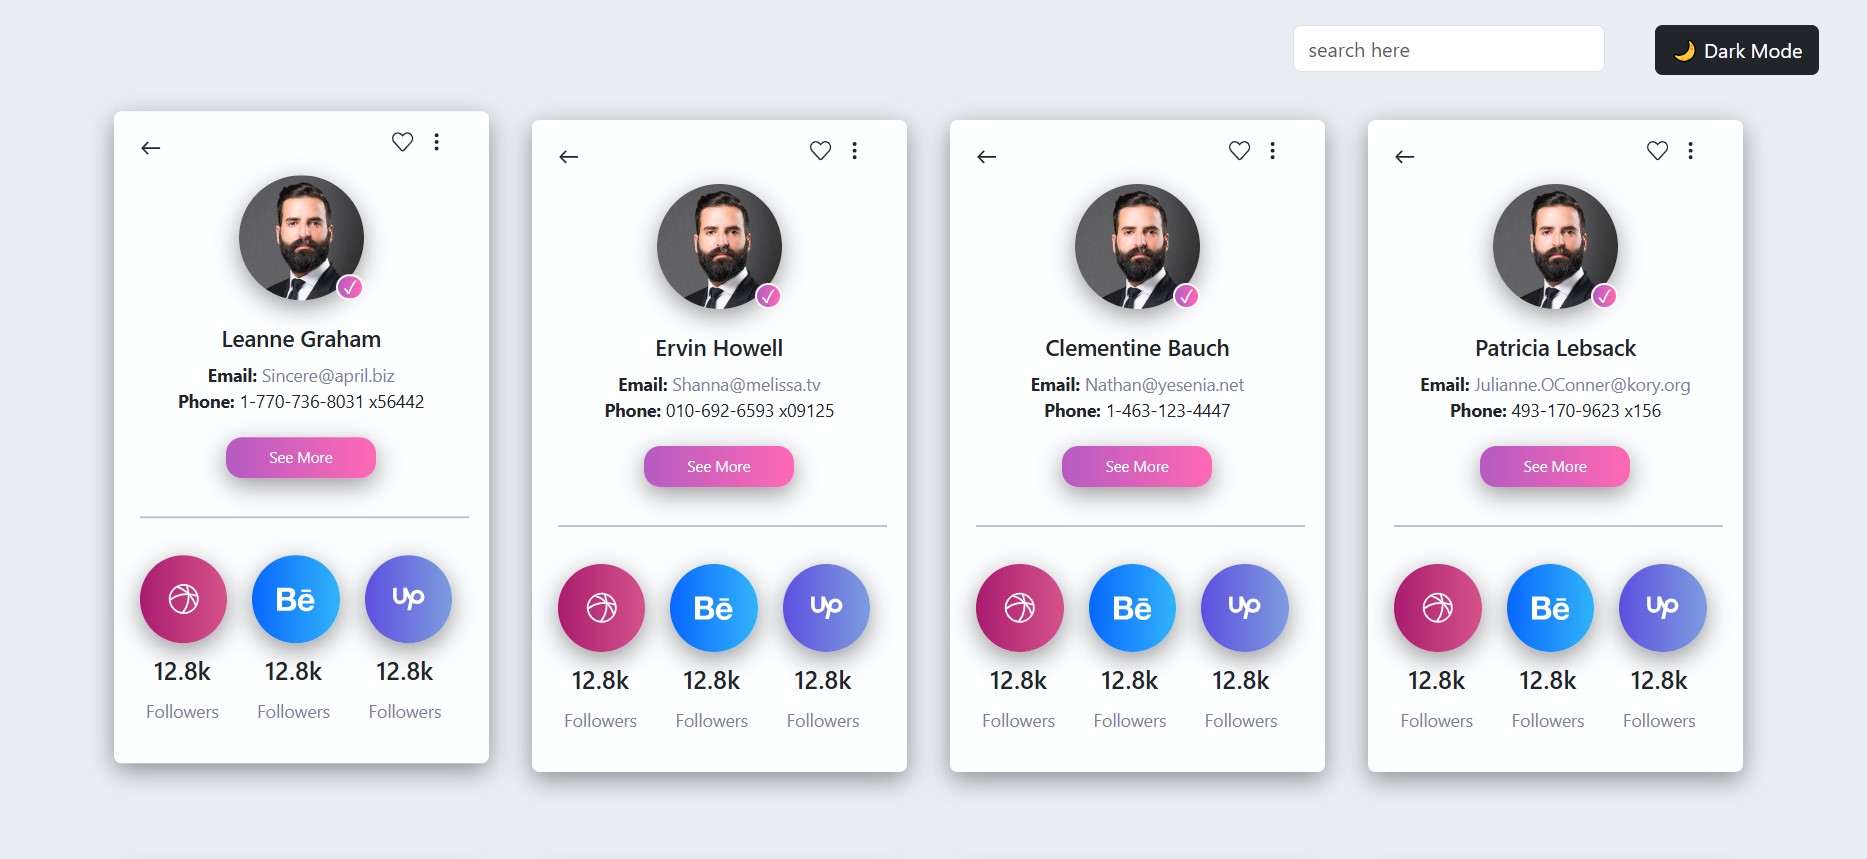 search here
🌙 Dark Mode
Leanne Graham
Email: Sincere@april.biz
Phone: 1-770-736-8031 x56442
See More
Bē
Up
12.8k 12.8k 12.8k
Followers Followers Followers
Ervin Howell
Email: Shanna@melissa.tv
Phone: 010-692-6593 x09125
See More
Bē
Up
12.8k 12.8k 12.8k
Followers Followers Followers
Clementine Bauch
Email: Nathan@yesenia.net
Phone: 1-463-123-4447
See More
Bē
Up
12.8k 12.8k 12.8k
Followers Followers Followers
Patricia Lebsack
Email: Julianne.OConner@kory.org
Phone: 493-170-9623 x156
See More
Bē
Up
12.8k 12.8k 12.8k
Followers Followers Followers